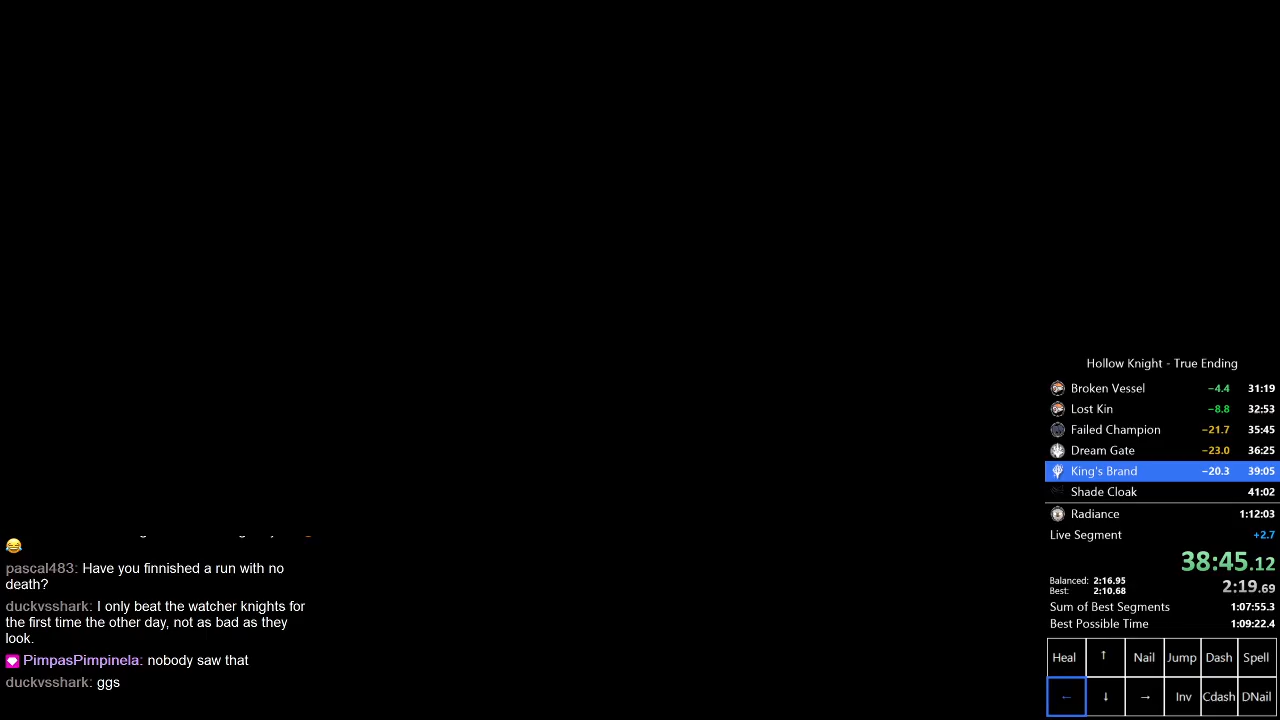 Hollow Knight - True Ending
Broken Vessel −4.4 31:19
Lost Kin −8.8 32:53
Failed Champion −21.7 35:45
Dream Gate −23.0 36:25
King's Brand −20.3 39:05
Shade Cloak 41:02
Radiance 1:12:03
Live Segment +2.7
38:45.12
Balanced: 2:16.95
Best: 2:10.68
2:19.69
Sum of Best Segments 1:07:55.3
Best Possible Time 1:09:22.4
Heal ↑ Nail Jump Dash Spell
← ↓ → Inv Cdash DNail
😂
pascal483: Have you finnished a run with no
death?
duckvsshark: I only beat the watcher knights for
the first time the other day, not as bad as they
look.
PimpasPimpinela: nobody saw that
duckvsshark: ggs